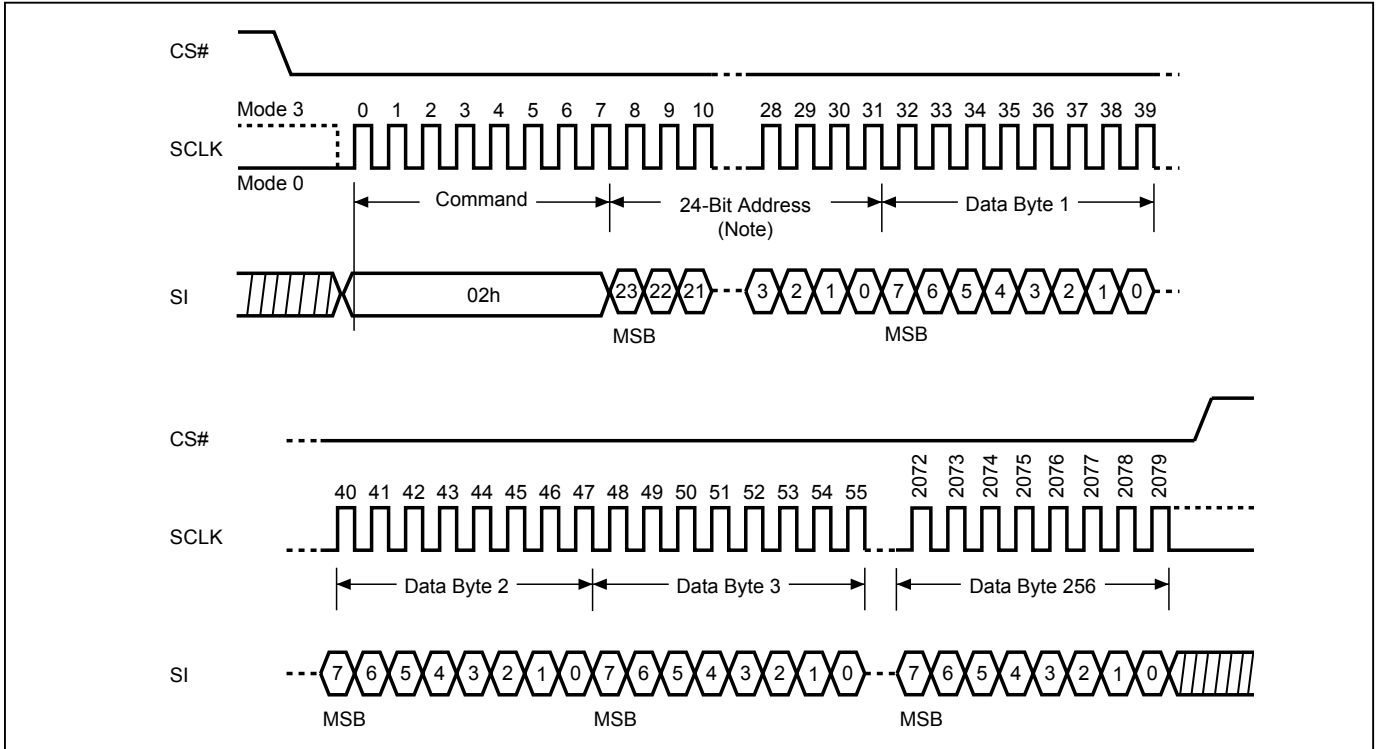 CS#
Mode 3
0 1 2 3 4 5 6 7 8 9 10 28 29 30 31 32 33 34 35 36 37 38 39
SCLK
Mode 0
Command
24-Bit Address
(Note)
Data Byte 1
SI
02h
23 22 21 3 2 1 0 7 6 5 4 3 2 1 0
MSB MSB
CS#
40 41 42 43 44 45 46 47 48 49 50 51 52 53 54 55 2072 2073 2074 2075 2076 2077 2078 2079
SCLK
Data Byte 2 Data Byte 3 Data Byte 256
SI
7 6 5 4 3 2 1 0 7 6 5 4 3 2 1 0 7 6 5 4 3 2 1 0
MSB MSB MSB